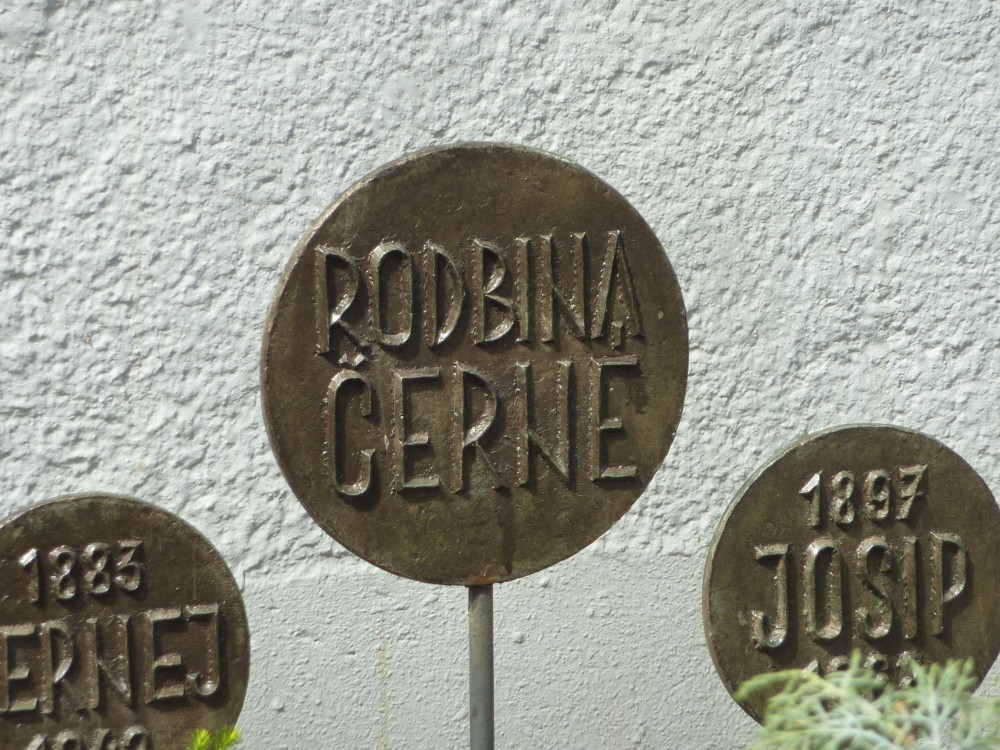 RODBINA
ČERNE
1883
ERNEJ
1897
JOSIP